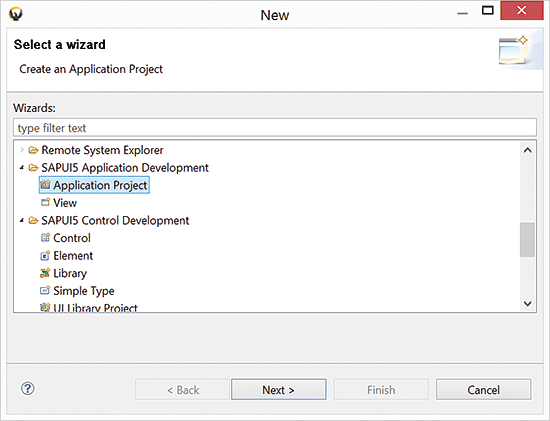 New
Select a wizard
Create an Application Project
Wizards:
type filter text
Remote System Explorer
SAPUI5 Application Development
Application Project
View
SAPUI5 Control Development
Control
Element
Library
Simple Type
UI Library Project
< Back Next > Finish Cancel